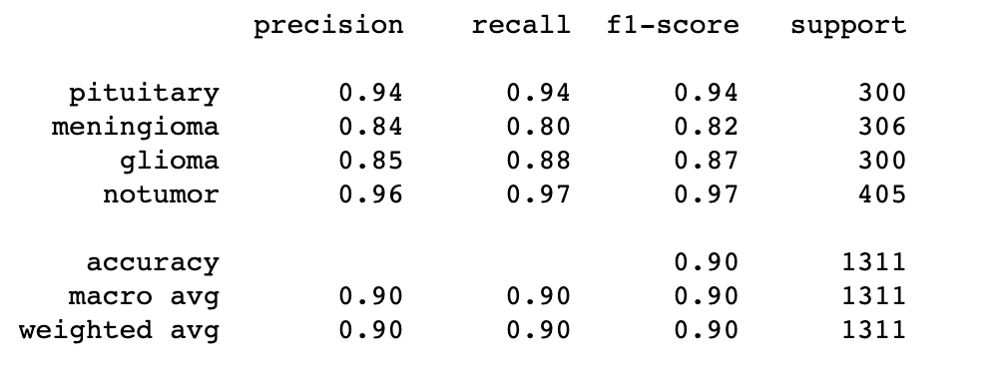 precision recall f1-score support
pituitary 0.94 0.94 0.94 300
meningioma 0.84 0.80 0.82 306
glioma 0.85 0.88 0.87 300
notumor 0.96 0.97 0.97 405
accuracy 0.90 1311
macro avg 0.90 0.90 0.90 1311
weighted avg 0.90 0.90 0.90 1311